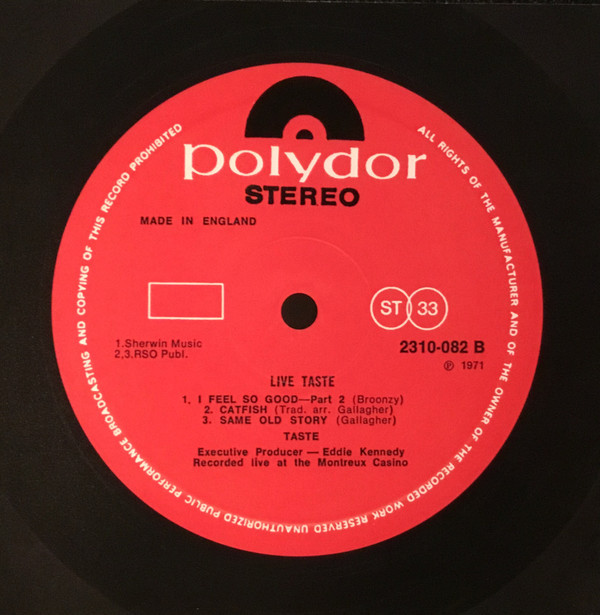 polydor
STEREO
MADE IN ENGLAND
ST 33
1.Sherwin Music
2,3.RSO Publ.
2310-082 B
℗ 1971
LIVE TASTE
1. I FEEL SO GOOD—Part 2 (Broonzy)
2. CATFISH (Trad. arr. Gallagher)
3. SAME OLD STORY (Gallagher)
TASTE
Executive Producer — Eddie Kennedy
Recorded live at the Montreux Casino
ALL RIGHTS OF THE MANUFACTURER AND OF THE OWNER OF THE RECORDED WORK RESERVED UNAUTHORIZED PUBLIC PERFORMANCE BROADCASTING AND COPYING OF THIS RECORD PROHIBITED